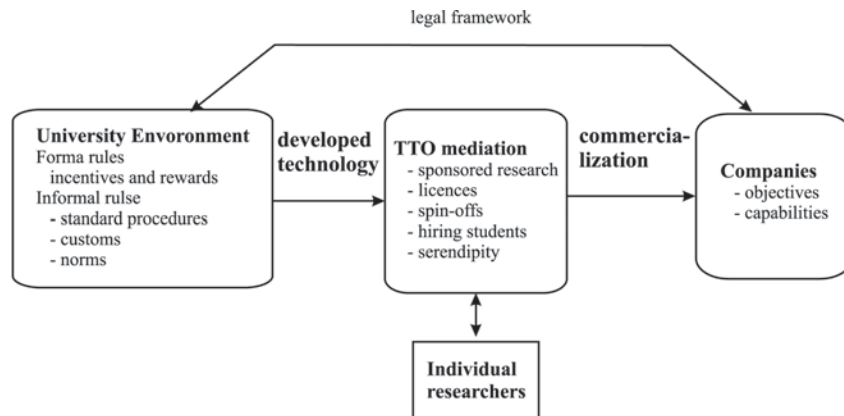 legal framework
University Envoronment
Forma rules
incentives and rewards
Informal rulse
- standard procedures
- customs
- norms
developed
technology
TTO mediation
- sponsored research
- licences
- spin-offs
- hiring students
- serendipity
commercia-
lization
Companies
- objectives
- capabilities
Individual
researchers